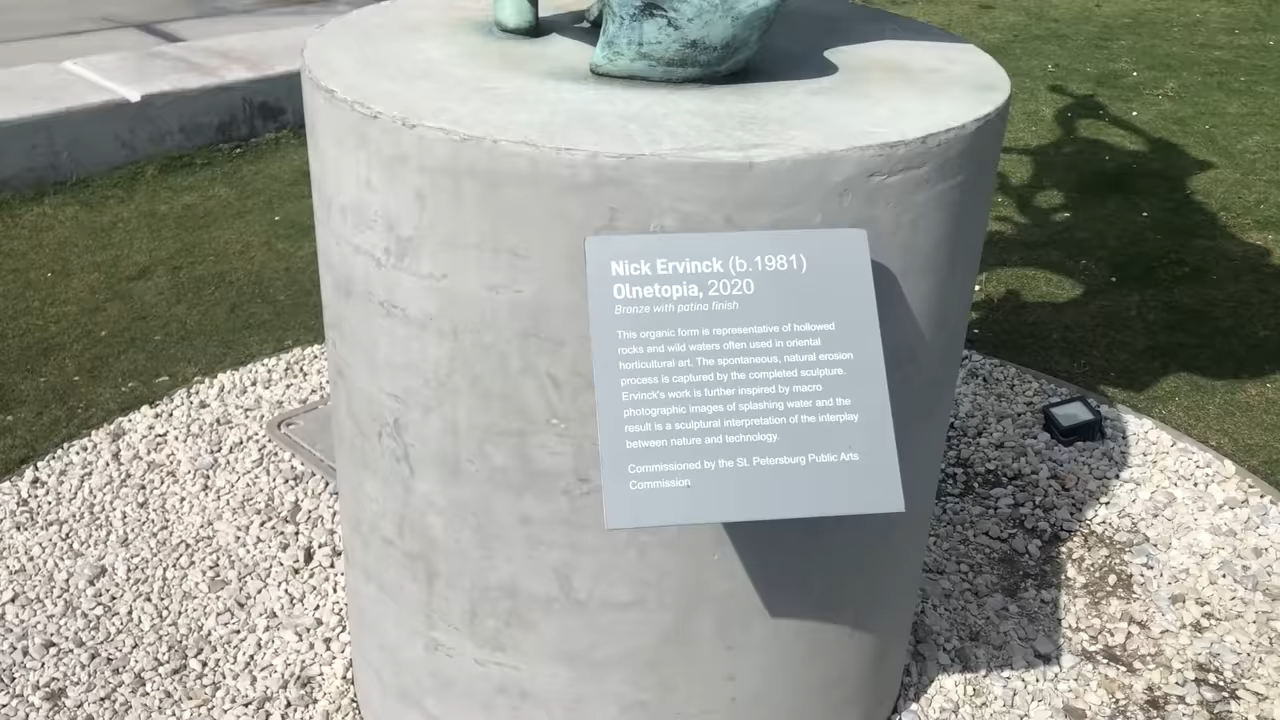 Nick Ervinck (b.1981)
Olnetopia, 2020
Bronze with patina finish
This organic form is representative of hollowed
rocks and wild waters often used in oriental
horticultural art. The spontaneous, natural erosion
process is captured by the completed sculpture.
Ervinck's work is further inspired by macro
photographic images of splashing water and the
result is a sculptural interpretation of the interplay
between nature and technology.
Commissioned by the St. Petersburg Public Arts
Commission